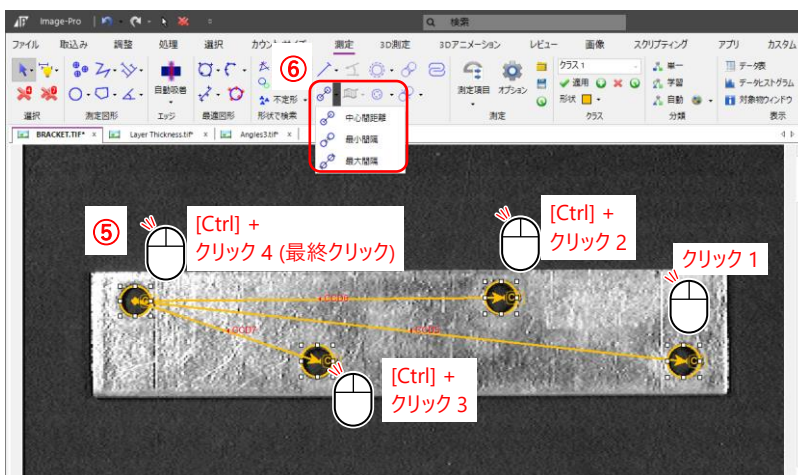 Image-Pro
検索
ファイル 取込み 調整 処理 選択 測定 3D測定 3Dアニメーション レビュー 画像 スクリプティング アプリ カスタム
⑥
自動吸着
不定形
測定項目 オプション
クラス 1
適用
形状
単一
学習
自動
データ表
データヒストグラム
対象物ウィンドウ
選択 測定図形 エッジ 最適図形 形状で検索 測定 クラス 分類 表示
中心間距離
最小間隔
最大間隔
BRACKET.TIF* x Layer Thickness.tif* x Angles3.tif* x
⑤
[Ctrl] +
クリック 4 (最終クリック)
[Ctrl] +
クリック 2
クリック 1
[Ctrl] +
クリック 3
CCD7